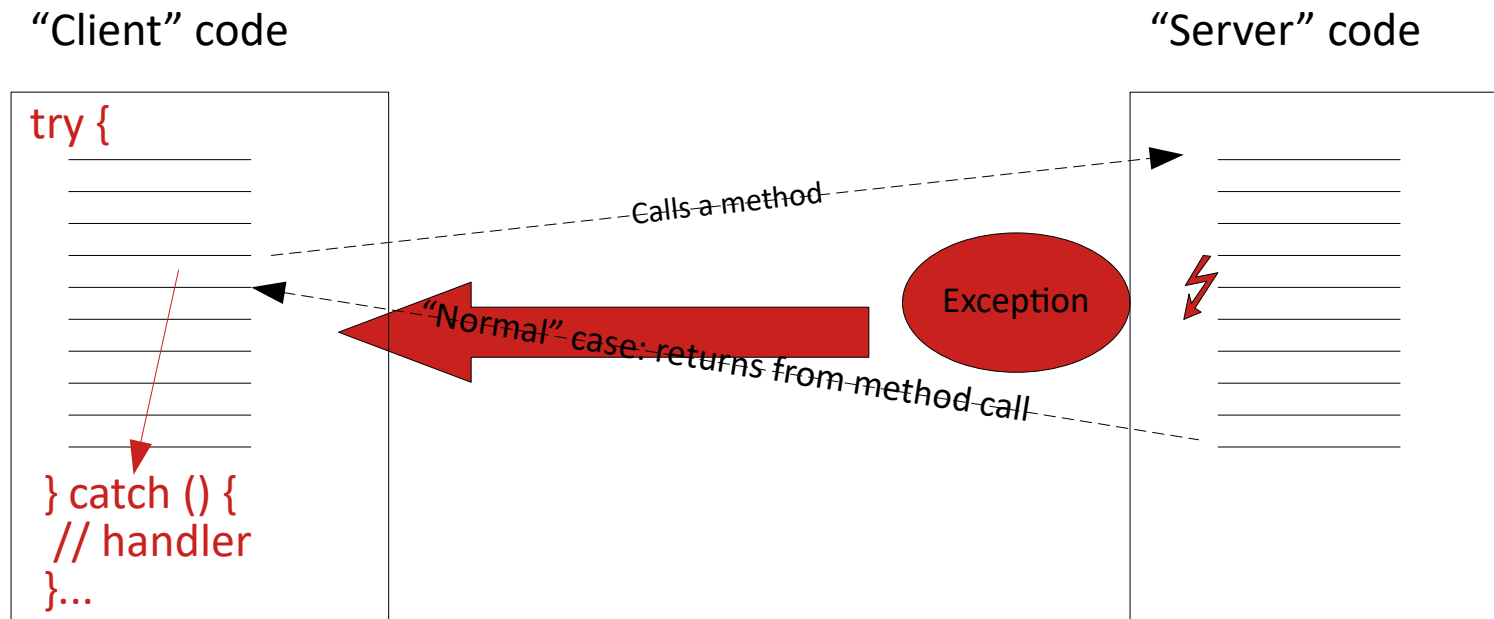 “Client” code
“Server” code
try {
Calls a method
Exception
“Normal” case: returns from method call
} catch () {
// handler
}...